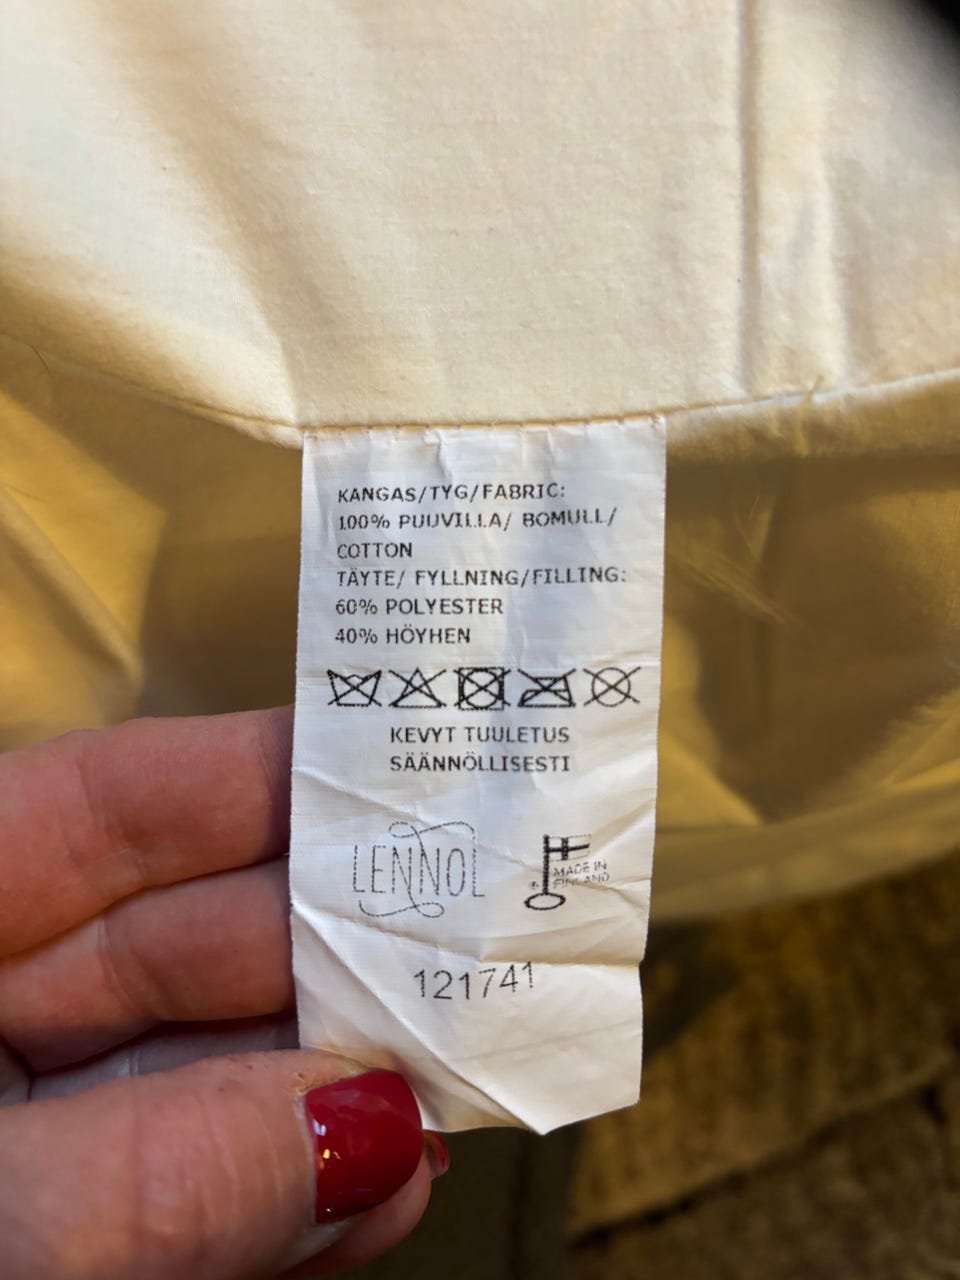 KANGAS/TYG/FABRIC:
100% PUUVILLA/ BOMULL/
COTTON
TÄYTE/ FYLLNING/FILLING:
60% POLYESTER
40% HÖYHEN
KEVYT TUULETUS
SÄÄNNÖLLISESTI
LENNOL
MADE IN
FINLAND
121741